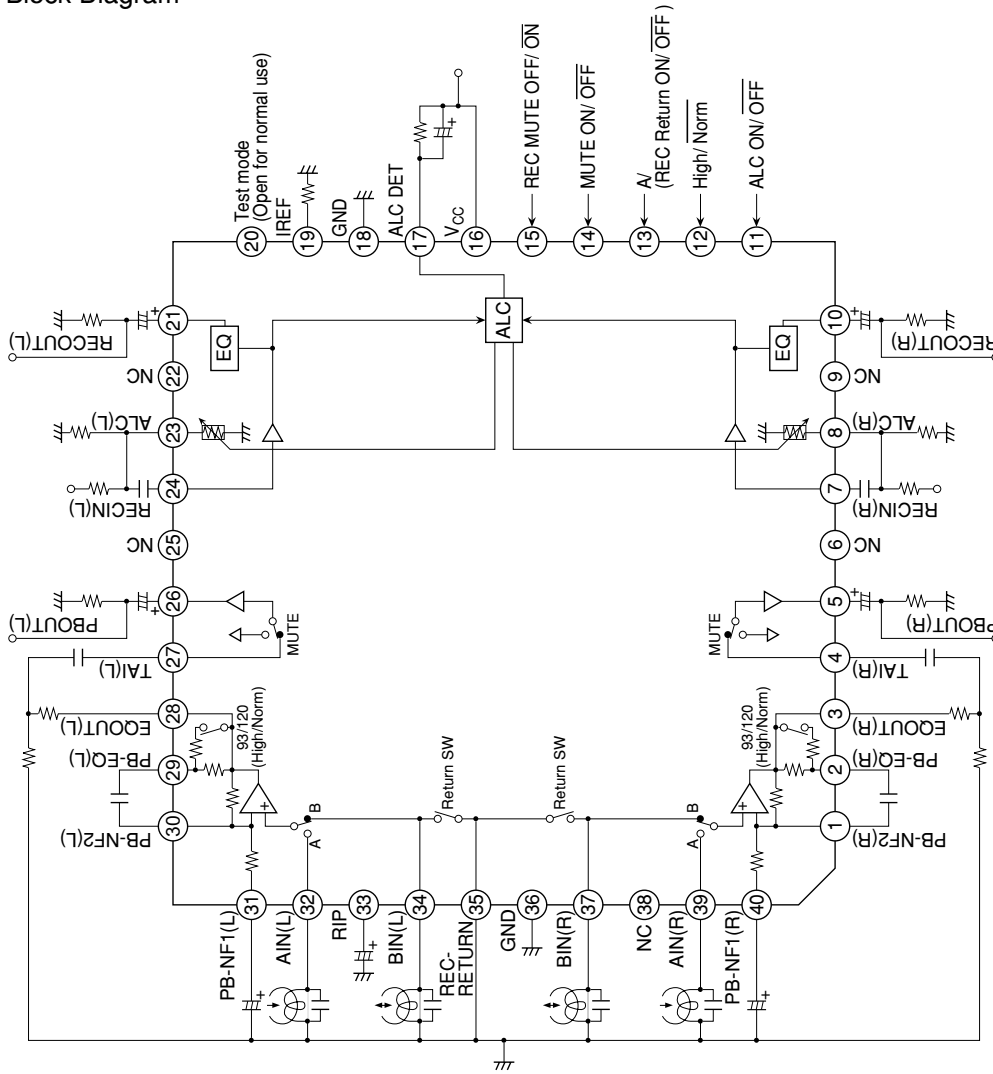 Block Diagram
Test mode
(Open for normal use)
IREF
GND
ALC DET
VCC
REC MUTE OFF/ ON
MUTE ON/ OFF
A/
(REC Return ON/ OFF )
High/ Norm
ALC ON/ OFF
20
19
18
17
16
15
14
13
12
11
RECOUT(L)
21
EQ
NC
22
ALC(L)
23
RECIN(L)
24
NC
25
PBOUT(L)
26
MUTE
TAI(L)
27
EQOUT(L)
28
93/120
(High/Norm)
PB-EQ(L)
29
PB-NF2(L)
30
ALC
10
EQ
RECOUT(R)
9
NC
8
ALC(R)
7
RECIN(R)
6
NC
5
PBOUT(R)
MUTE
4
TAI(R)
3
EQOUT(R)
93/120
(High/Norm)
2
PB-EQ(R)
1
PB-NF2(R)
+
A
B
Return SW
Return SW
B
A
+
31
32
33
34
35
36
37
38
39
40
PB-NF1(L)
AIN(L)
RIP
BIN(L)
REC-
RETURN
GND
BIN(R)
NC
AIN(R)
PB-NF1(R)